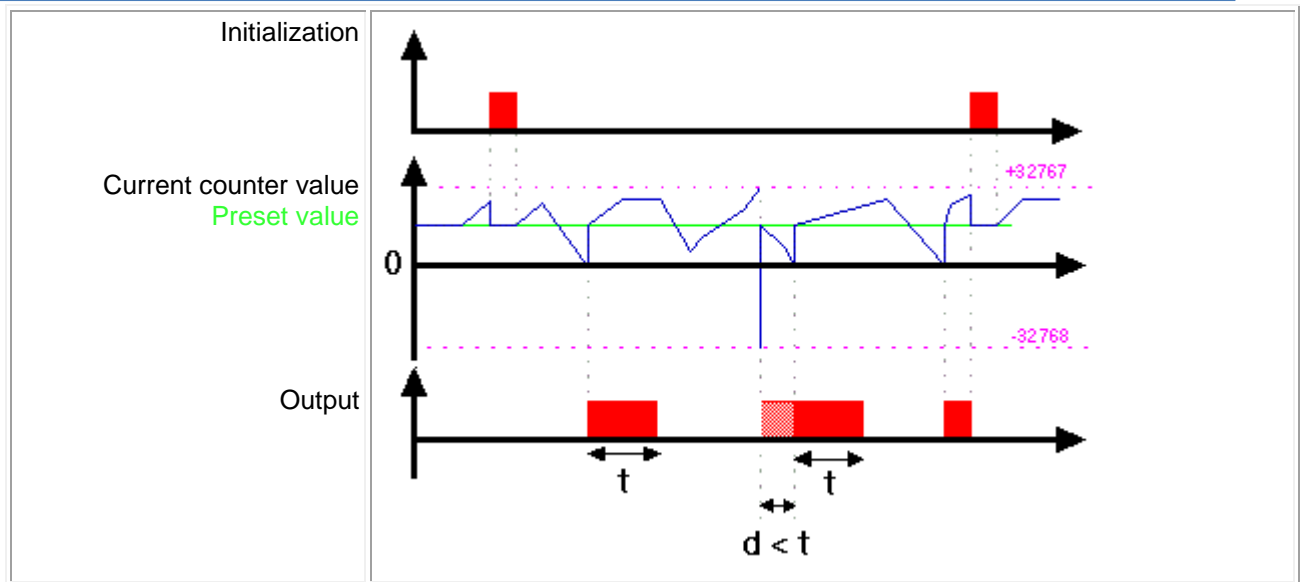 Initialization
+32767
Current counter value
Preset value
0
-32768
Output
t
t
d < t